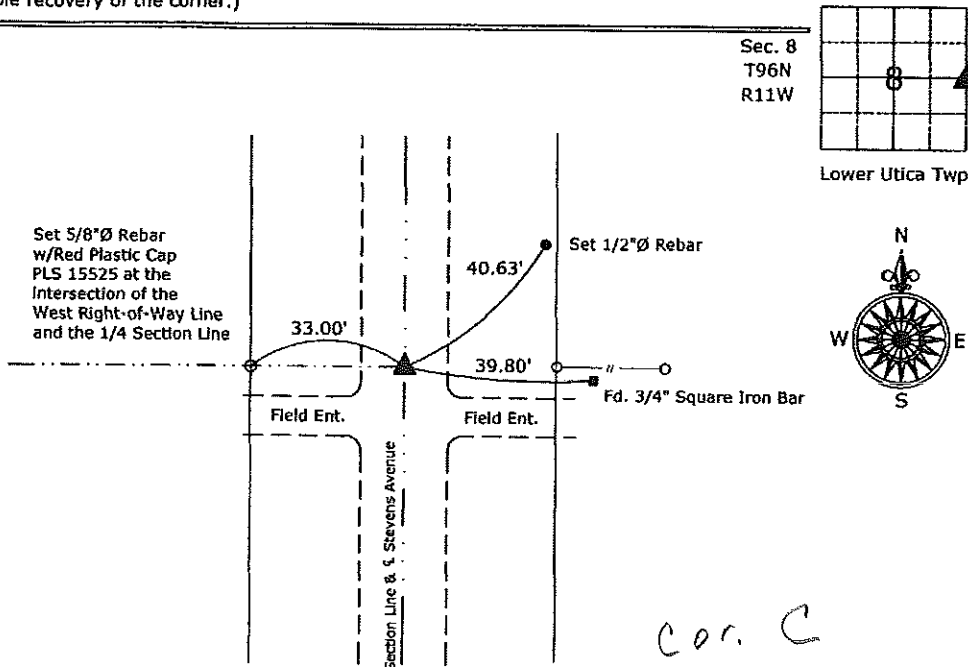 ble recovery of the corner.)
Sec. 8
T96N
R11W
8
Lower Utica Twp
Set 5/8"Ø Rebar
w/Red Plastic Cap
PLS 15525 at the
Intersection of the
West Right-of-Way Line
and the 1/4 Section Line
33.00'
40.63'
Set 1/2"Ø Rebar
39.80'
Fd. 3/4" Square Iron Bar
Field Ent.
Field Ent.
Section Line & ℄ Stevens Avenue
N
W
E
S
Cor. C